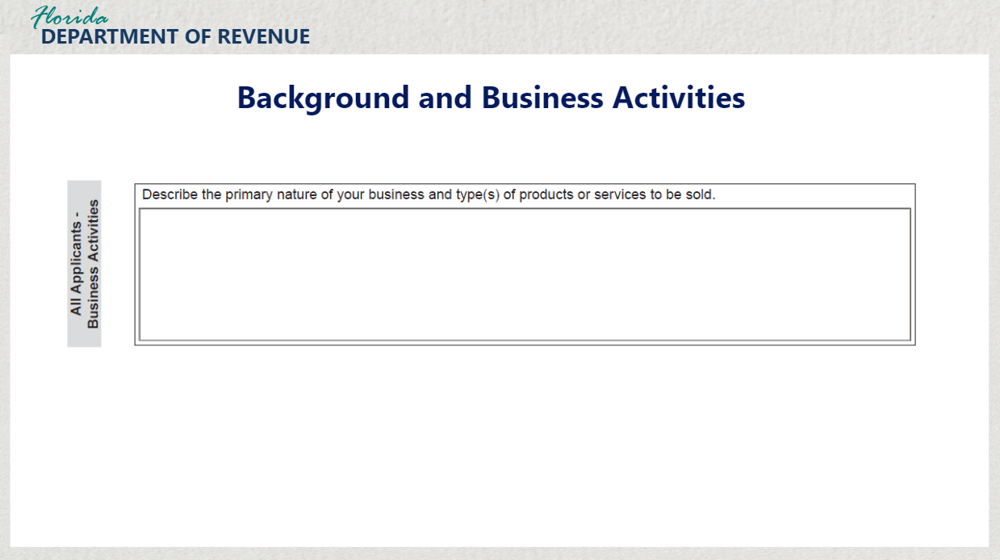 Florida
DEPARTMENT OF REVENUE
Background and Business Activities
All Applicants -
Business Activities
Describe the primary nature of your business and type(s) of products or services to be sold.